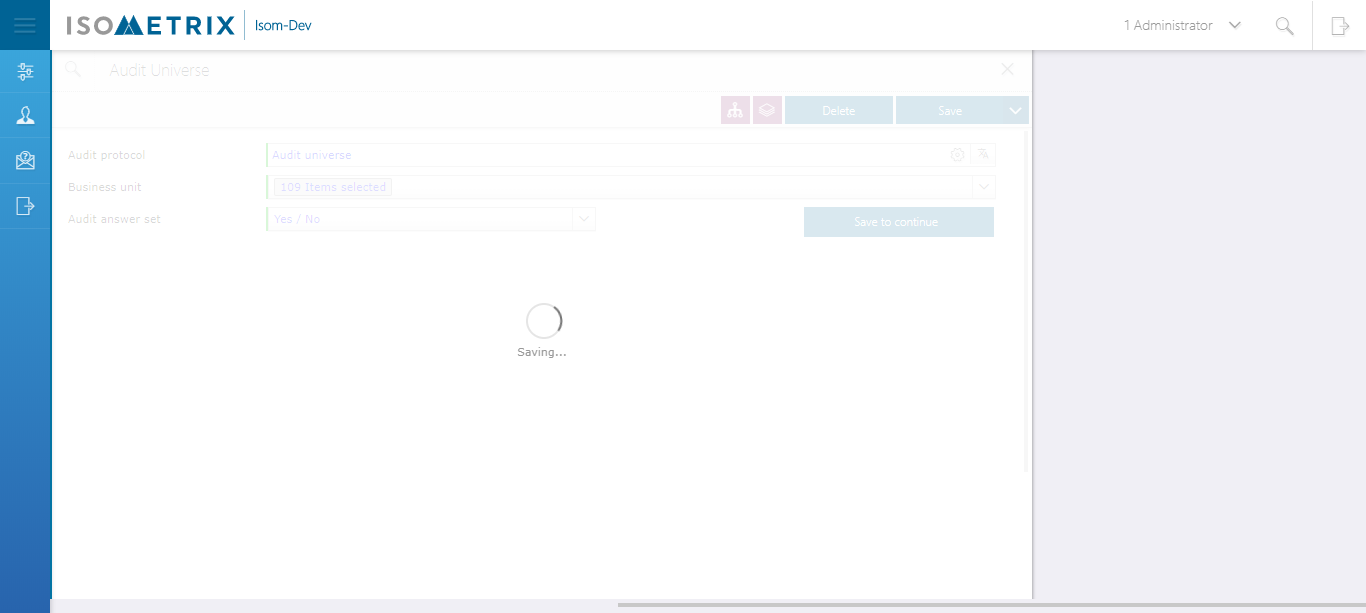 ISOMETRIX Isom-Dev 1 Administrator
Audit Universe
Delete Save
Audit protocol Audit universe
Business unit 109 Items selected
Audit answer set Yes / No Save to continue
Saving...